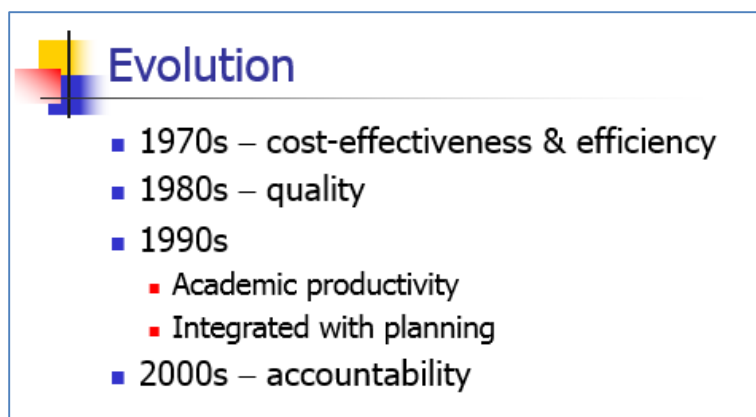 Evolution
1970s – cost-effectiveness & efficiency
1980s – quality
1990s
Academic productivity
Integrated with planning
2000s – accountability